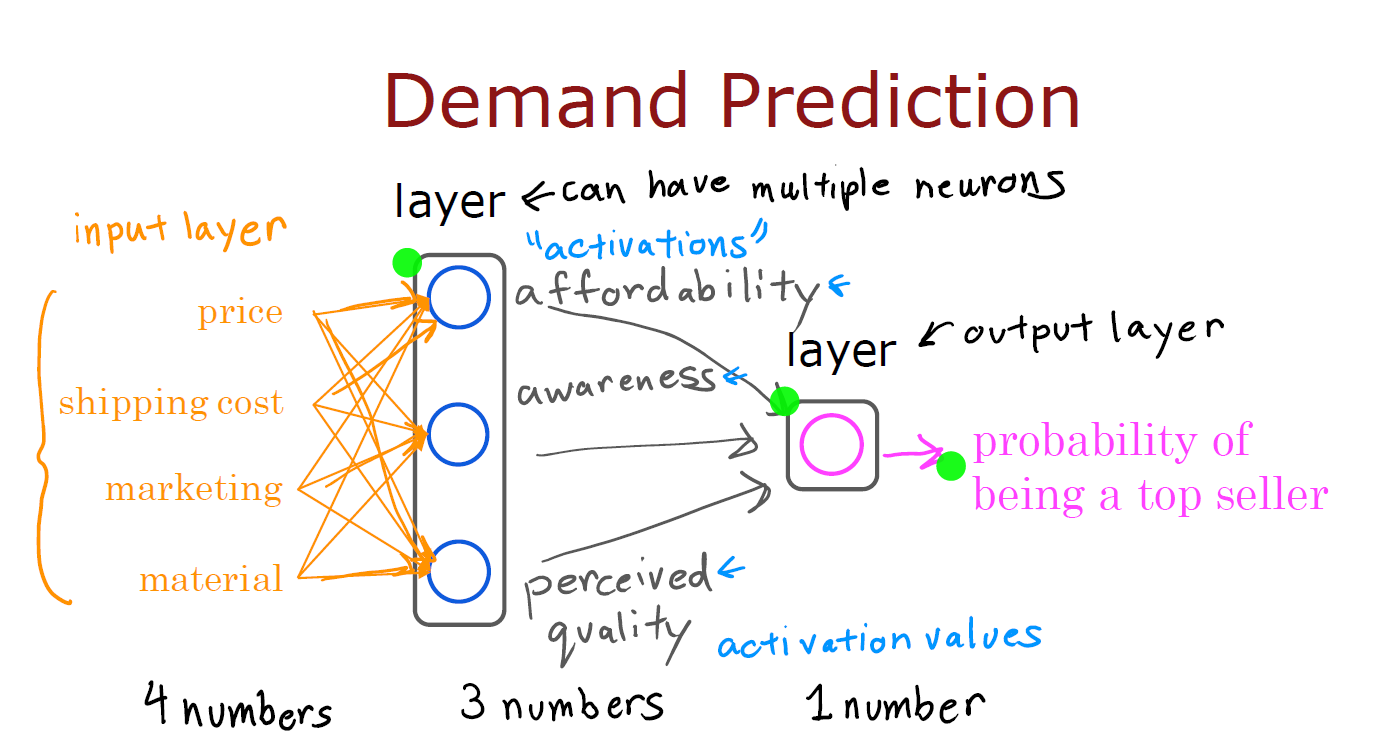 Demand Prediction
layer ← can have multiple neurons
input layer
"activations"
price
affordability ←
layer ← output layer
shipping cost
awareness ←
probability of
being a top seller
marketing
material
perceived ←
quality
activation values
4 numbers
3 numbers
1 number